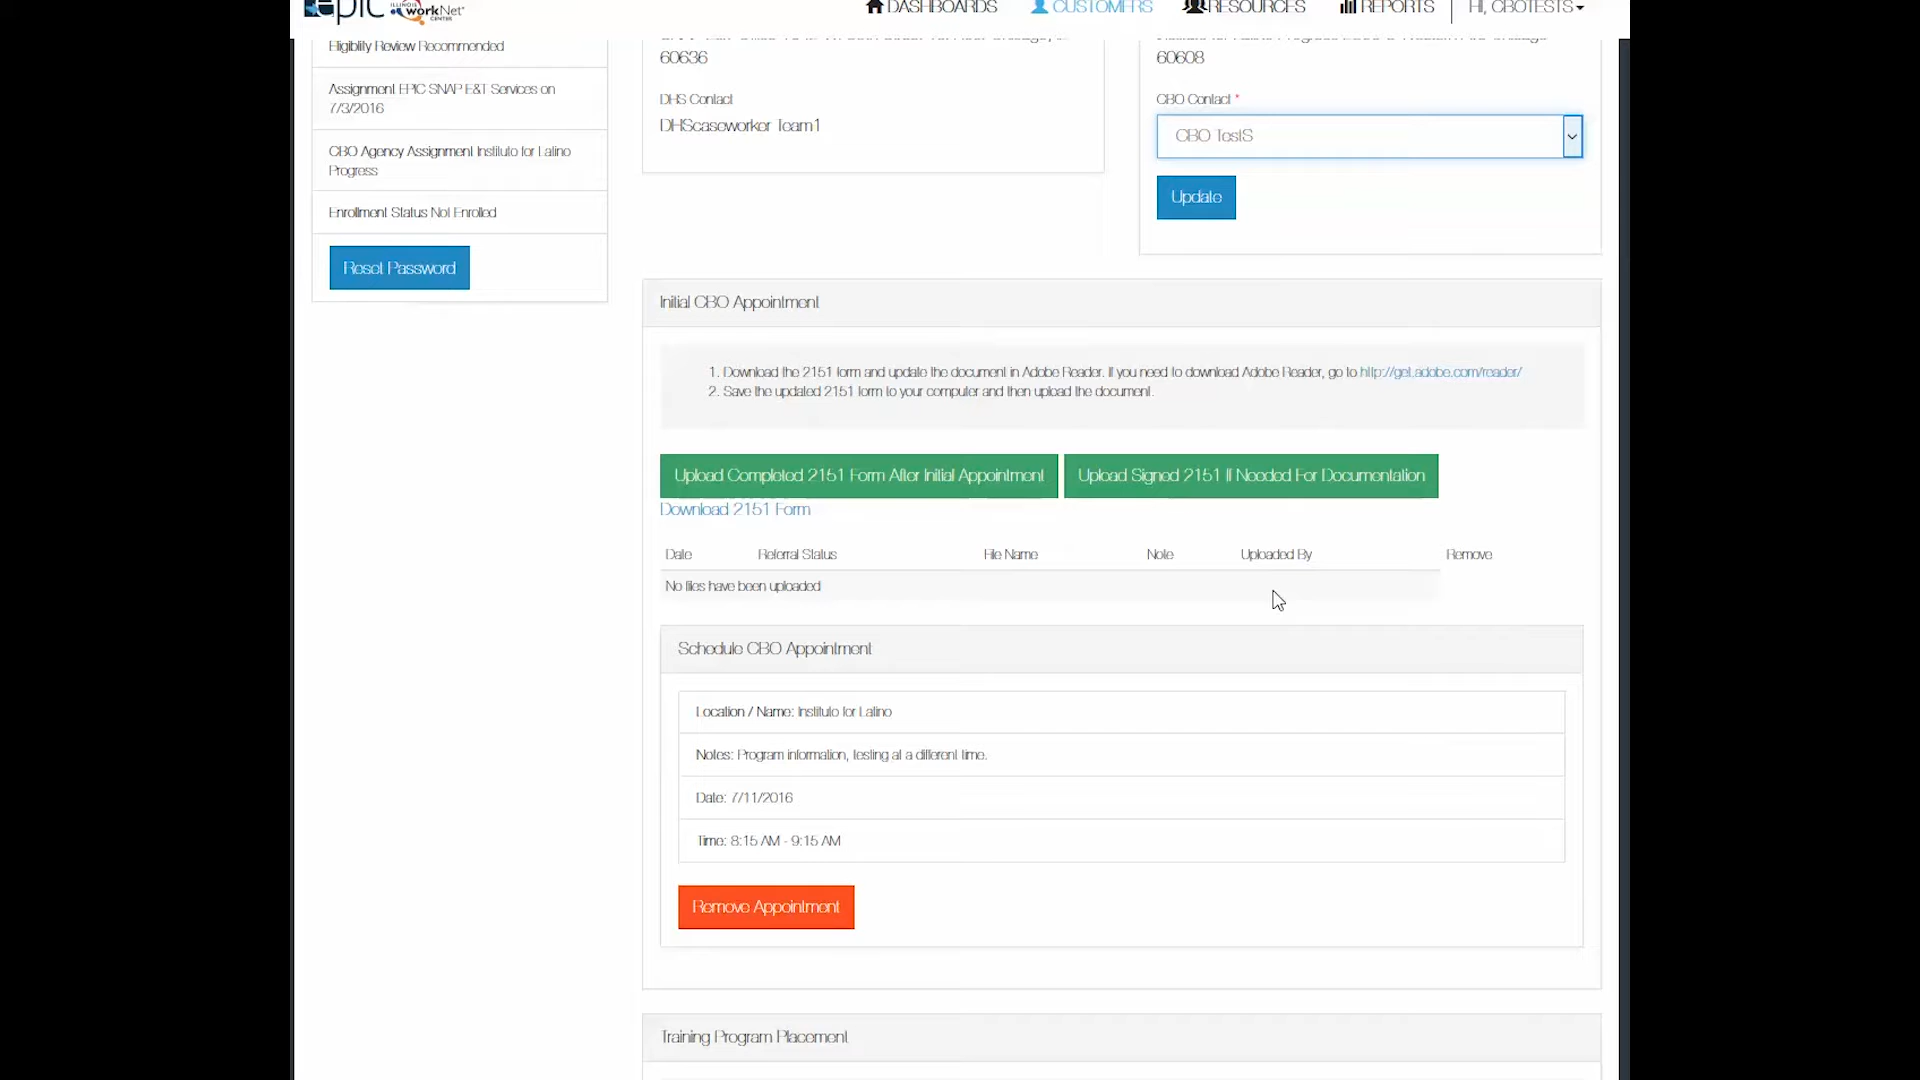 epic
ILLINOIS
workNet
CENTER
DASHBOARDS
CUSTOMERS
RESOURCES
REPORTS
HI, CBOTESTS
Eligibility Review Recommended
Assignment EPIC SNAP E&T Services on
7/3/2016
CBO Agency Assignment Instituto for Latino
Progress
Enrollment Status Not Enrolled
Reset Password
60636
DHS Contact
DHScaseworker Team1
60608
CBO Contact *
CBO TestS
Update
Initial CBO Appointment
1. Download the 2151 form and update the document in Adobe Reader. If you need to download Adobe Reader, go to http://get.adobe.com/reader/
2. Save the updated 2151 form to your computer and then upload the document.
Upload Completed 2151 Form After Initial Appointment
Upload Signed 2151 If Needed For Documentation
Download 2151 Form
Date Referral Status File Name Note Uploaded By Remove
No files have been uploaded
Schedule CBO Appointment
Location / Name: Instituto for Latino
Notes: Program information, testing at a different time.
Date: 7/11/2016
Time: 8:15 AM - 9:15 AM
Remove Appointment
Training Program Placement